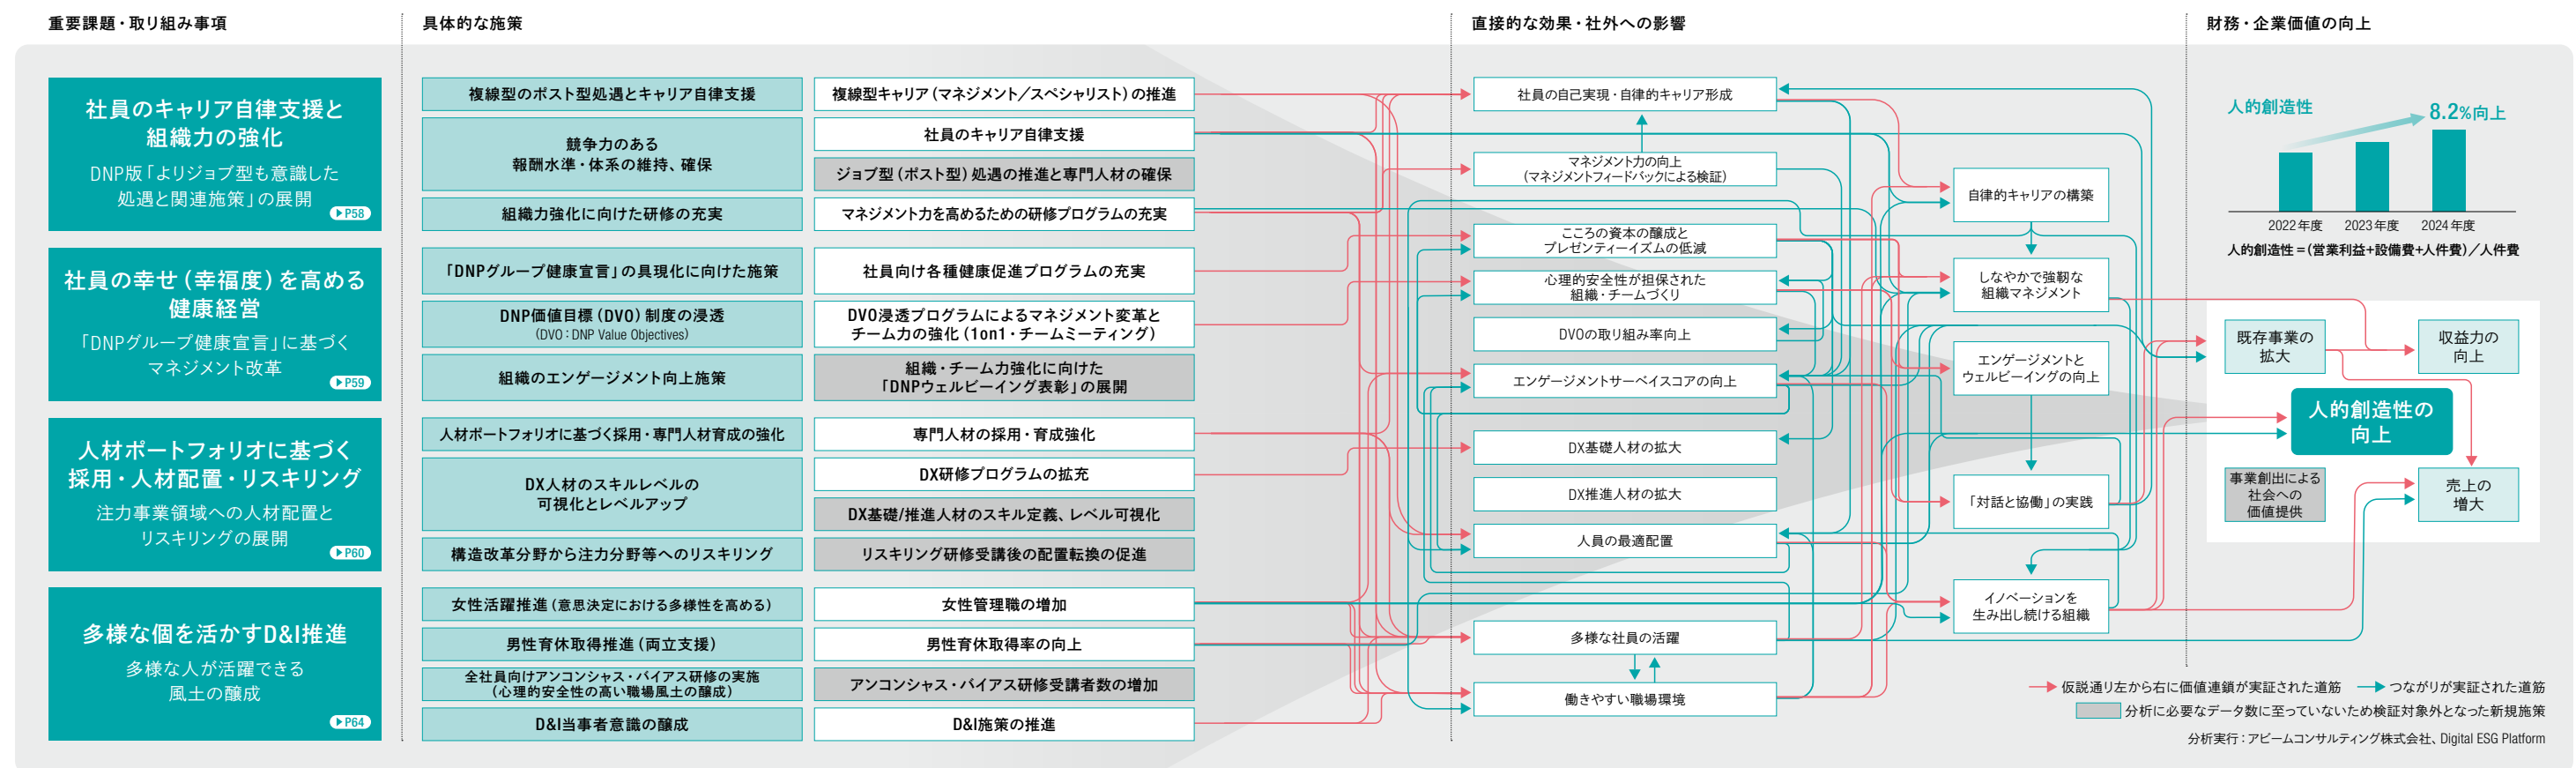 重要課題・取り組み事項
具体的な施策
直接的な効果・社外への影響
財務・企業価値の向上
社員のキャリア自律支援と
組織力の強化
DNP版「よりジョブ型も意識した
処遇と関連施策」の展開
▶P58
社員の幸せ（幸福度）を高める
健康経営
「DNPグループ健康宣言」に基づく
マネジメント改革
▶P59
人材ポートフォリオに基づく
採用・人材配置・リスキリング
注力事業領域への人材配置と
リスキリングの展開
▶P60
多様な個を活かすD&I推進
多様な人が活躍できる
風土の醸成
▶P64
複線型のポスト型処遇とキャリア自律支援
競争力のある
報酬水準・体系の維持、確保
組織力強化に向けた研修の充実
「DNPグループ健康宣言」の具現化に向けた施策
DNP価値目標（DVO）制度の浸透
（DVO：DNP Value Objectives）
組織のエンゲージメント向上施策
人材ポートフォリオに基づく採用・専門人材育成の強化
DX人材のスキルレベルの
可視化とレベルアップ
構造改革分野から注力分野等へのリスキリング
女性活躍推進（意思決定における多様性を高める）
男性育休取得推進（両立支援）
全社員向けアンコンシャス・バイアス研修の実施
（心理的安全性の高い職場風土の醸成）
D&I当事者意識の醸成
複線型キャリア（マネジメント／スペシャリスト）の推進
社員のキャリア自律支援
ジョブ型（ポスト型）処遇の推進と専門人材の確保
マネジメント力を高めるための研修プログラムの充実
社員向け各種健康促進プログラムの充実
DVO浸透プログラムによるマネジメント変革と
チーム力の強化（1on1・チームミーティング）
組織・チーム力強化に向けた
「DNPウェルビーイング表彰」の展開
専門人材の採用・育成強化
DX研修プログラムの拡充
DX基礎/推進人材のスキル定義、レベル可視化
リスキリング研修受講後の配置転換の促進
女性管理職の増加
男性育休取得率の向上
アンコンシャス・バイアス研修受講者数の増加
D&I施策の推進
社員の自己実現・自律的キャリア形成
マネジメント力の向上
（マネジメントフィードバックによる検証）
こころの資本の醸成と
プレゼンティーイズムの低減
心理的安全性が担保された
組織・チームづくり
DVOの取り組み率向上
エンゲージメントサーベイスコアの向上
DX基礎人材の拡大
DX推進人材の拡大
人員の最適配置
多様な社員の活躍
働きやすい職場環境
自律的キャリアの構築
しなやかで強靭な
組織マネジメント
エンゲージメントと
ウェルビーイングの向上
「対話と協働」の実践
イノベーションを
生み出し続ける組織
人的創造性
8.2%向上
2022年度
2023年度
2024年度
人的創造性＝（営業利益+設備費+人件費）／人件費
既存事業の
拡大
収益力の
向上
人的創造性の
向上
事業創出による
社会への
価値提供
売上の
増大
仮説通り左から右に価値連鎖が実証された道筋
つながりが実証された道筋
分析に必要なデータ数に至っていないため検証対象外となった新規施策
分析実行：アビームコンサルティング株式会社、Digital ESG Platform